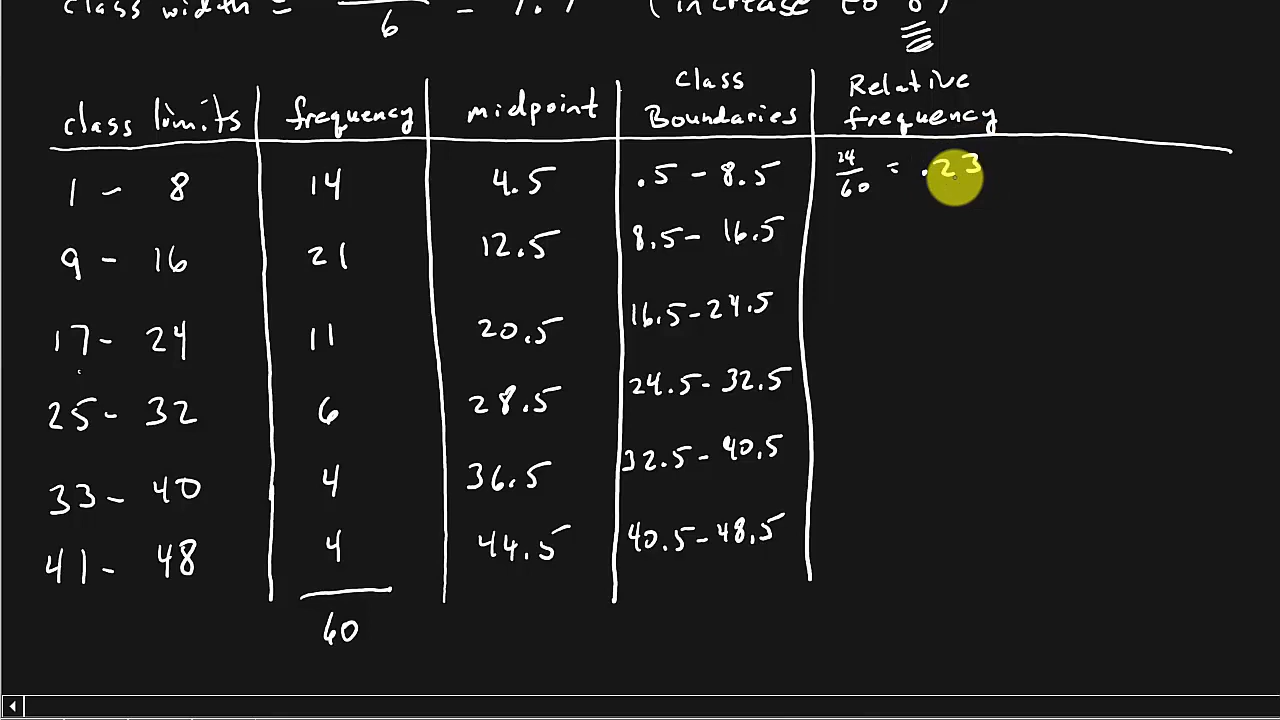 class width =
6
(increase to 8)
class limits frequency midpoint Class Boundaries Relative frequency
1 - 8 14 4.5 .5 - 8.5 24/60 = .23
9 - 16 21 12.5 8.5 - 16.5
17 - 24 11 20.5 16.5 - 24.5
25 - 32 6 28.5 24.5 - 32.5
33 - 40 4 36.5 32.5 - 40.5
41 - 48 4 44.5 40.5 - 48.5
60